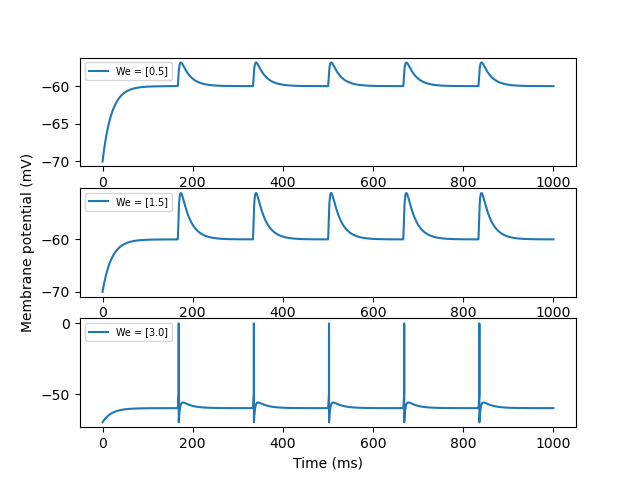 We = [0.5]
−60
−65
−70
0 200 400 600 800 1000
We = [1.5]
−60
−70
0 200 400 600 800 1000
We = [3.0]
0
−50
0 200 400 600 800 1000
Time (ms)
Membrane potential (mV)